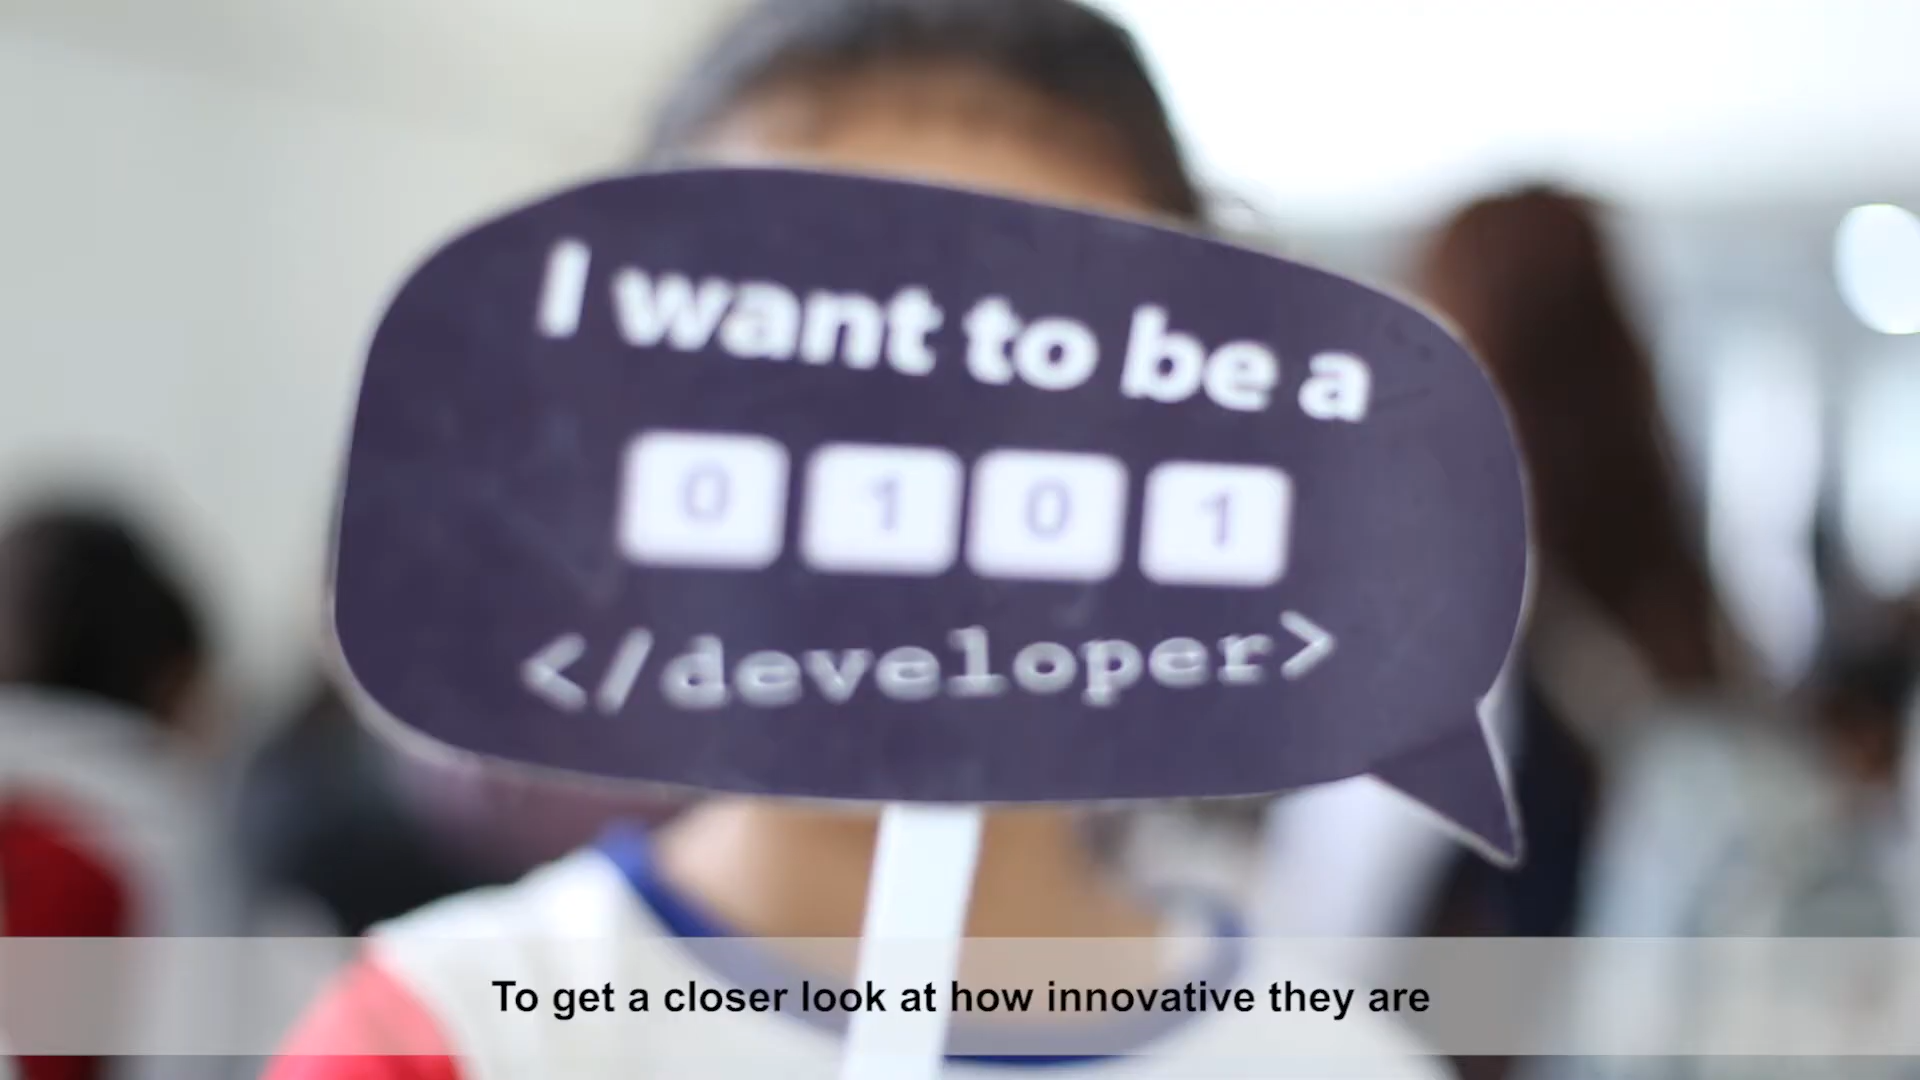 I want to be a
0 1 0 1
</developer>
To get a closer look at how innovative they are